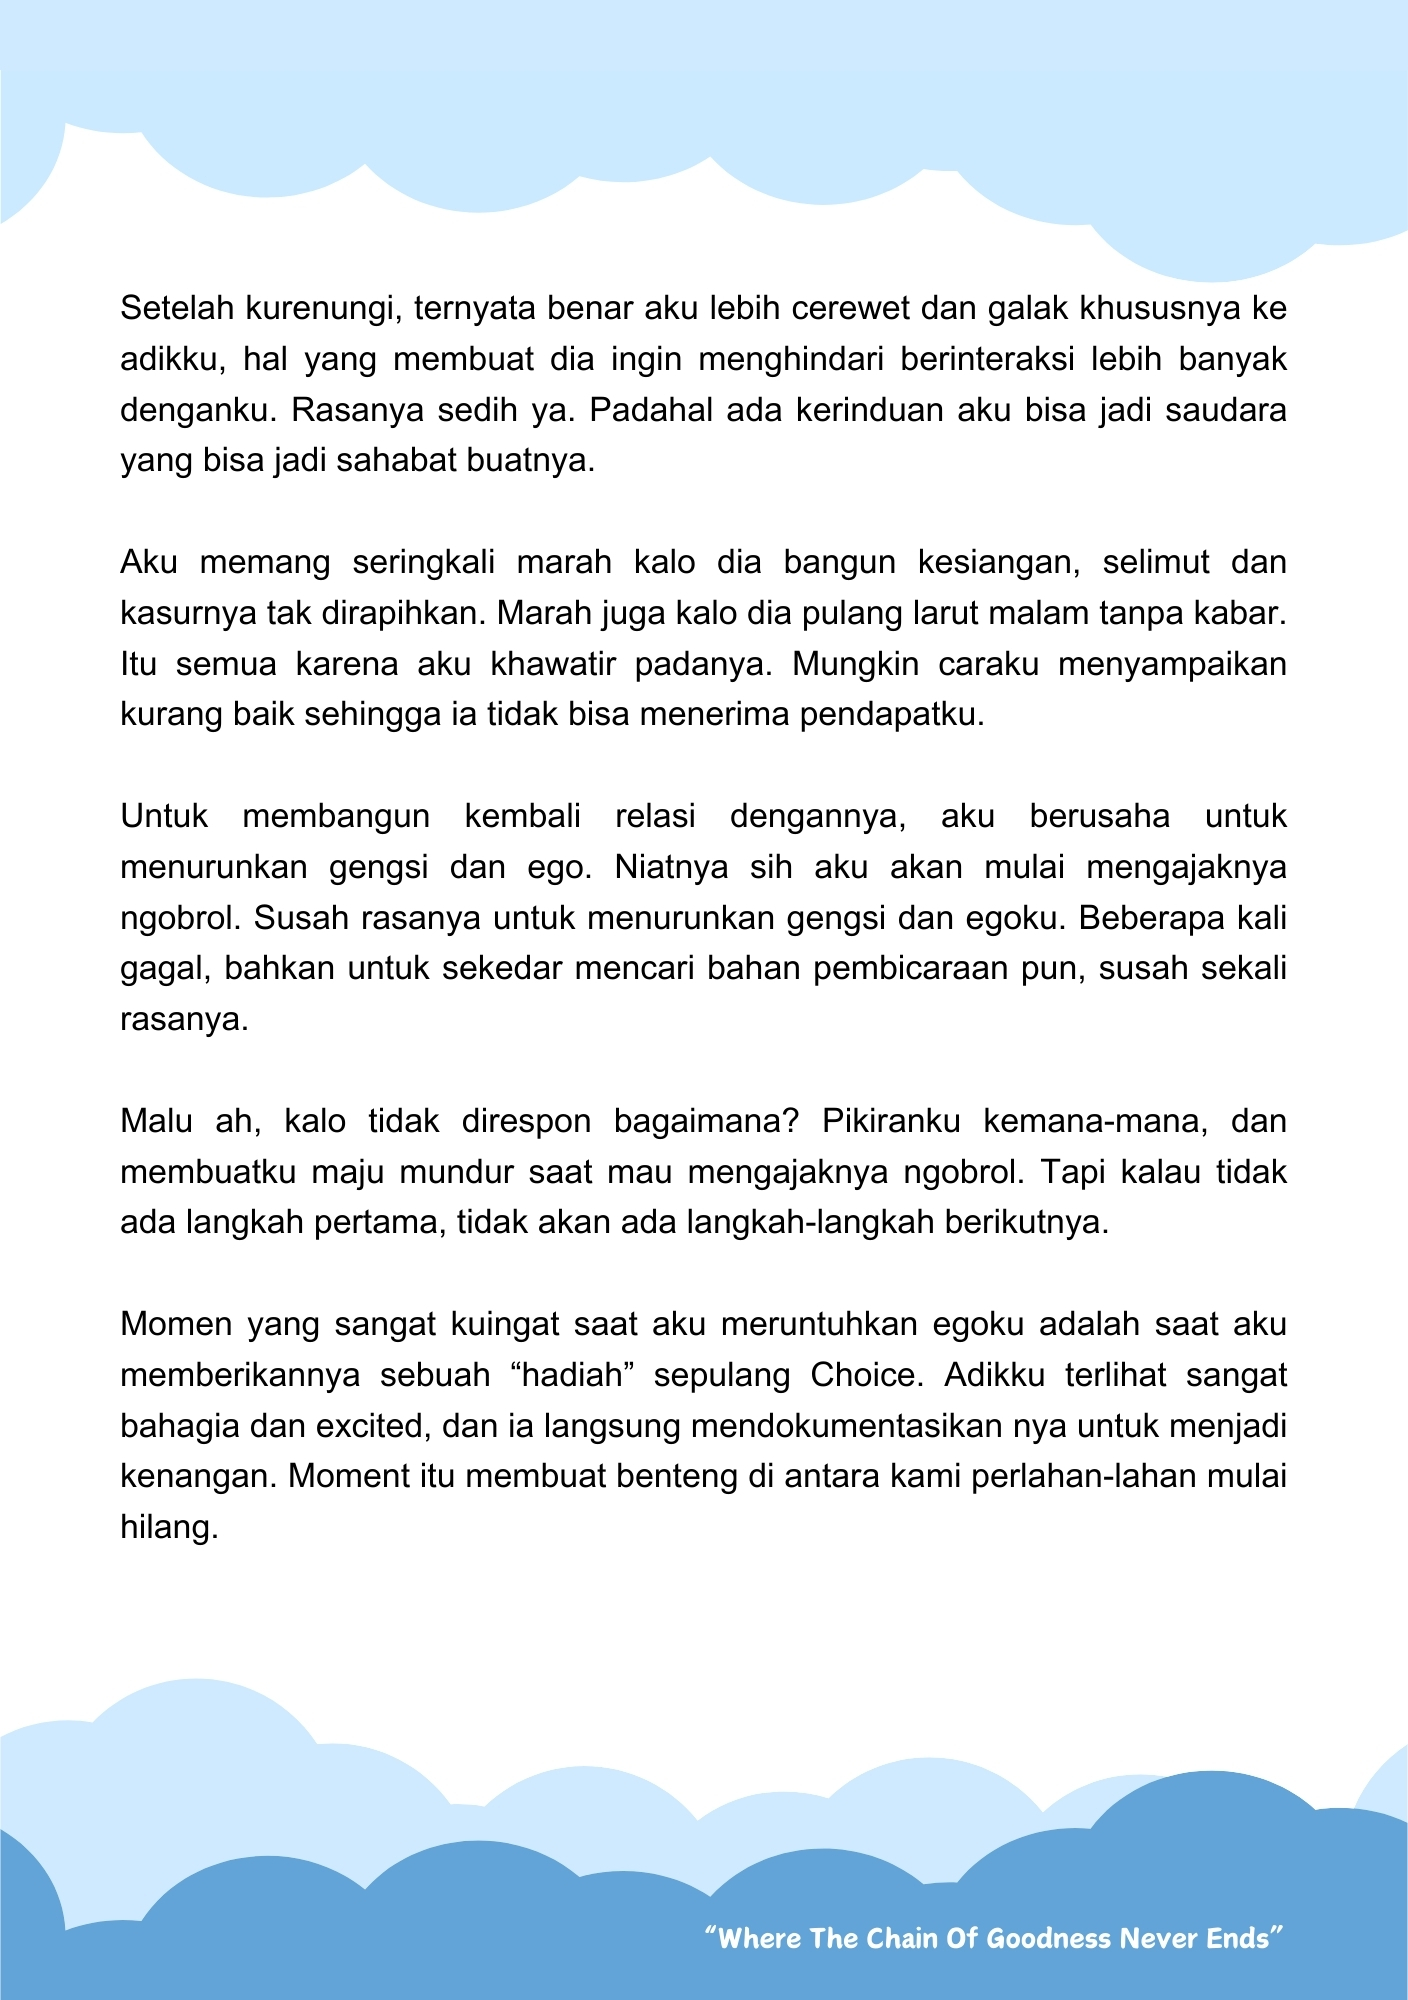 Setelah kurenungi, ternyata benar aku lebih cerewet dan galak khususnya ke
adikku, hal yang membuat dia ingin menghindari berinteraksi lebih banyak
denganku. Rasanya sedih ya. Padahal ada kerinduan aku bisa jadi saudara
yang bisa jadi sahabat buatnya.
Aku memang seringkali marah kalo dia bangun kesiangan, selimut dan
kasurnya tak dirapihkan. Marah juga kalo dia pulang larut malam tanpa kabar.
Itu semua karena aku khawatir padanya. Mungkin caraku menyampaikan
kurang baik sehingga ia tidak bisa menerima pendapatku.
Untuk membangun kembali relasi dengannya, aku berusaha untuk
menurunkan gengsi dan ego. Niatnya sih aku akan mulai mengajaknya
ngobrol. Susah rasanya untuk menurunkan gengsi dan egoku. Beberapa kali
gagal, bahkan untuk sekedar mencari bahan pembicaraan pun, susah sekali
rasanya.
Malu ah, kalo tidak direspon bagaimana? Pikiranku kemana-mana, dan
membuatku maju mundur saat mau mengajaknya ngobrol. Tapi kalau tidak
ada langkah pertama, tidak akan ada langkah-langkah berikutnya.
Momen yang sangat kuingat saat aku meruntuhkan egoku adalah saat aku
memberikannya sebuah “hadiah” sepulang Choice. Adikku terlihat sangat
bahagia dan excited, dan ia langsung mendokumentasikan nya untuk menjadi
kenangan. Moment itu membuat benteng di antara kami perlahan-lahan mulai
hilang.
“Where The Chain Of Goodness Never Ends”